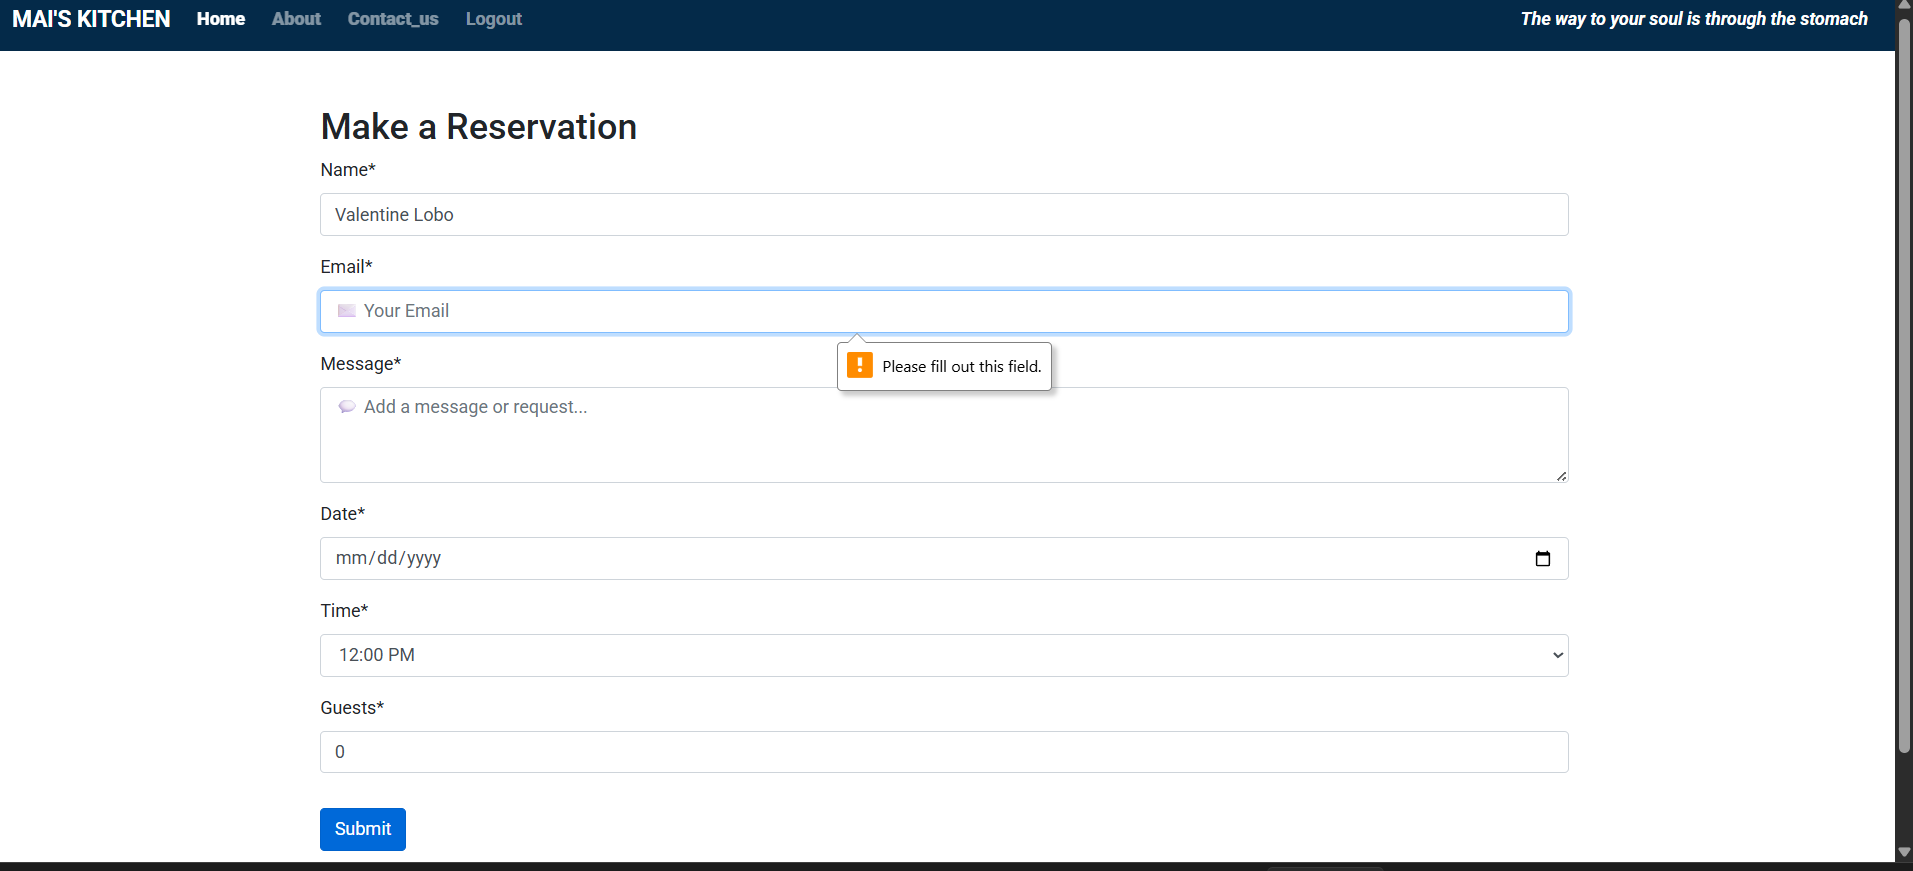 MAI'S KITCHEN Home About Contact_us Logout The way to your soul is through the stomach
Make a Reservation
Name*
Valentine Lobo
Email*
Your Email
Please fill out this field.
Message*
Add a message or request...
Date*
mm/dd/yyyy
Time*
12:00 PM
Guests*
0
Submit